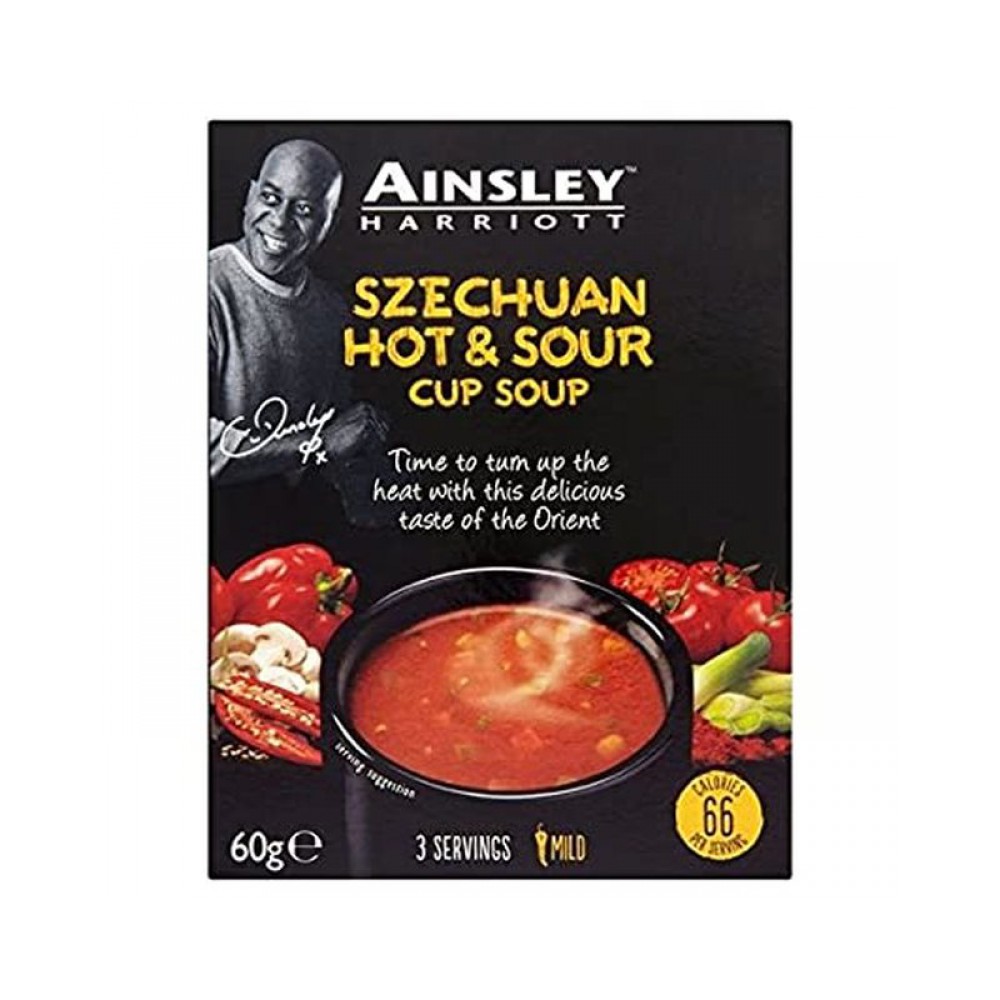 AINSLEY™
HARRIOTT
SZECHUAN
HOT & SOUR
CUP SOUP
Time to turn up the
heat with this delicious
taste of the Orient
serving suggestion
CALORIES
66
PER SERVING
60g℮
3 SERVINGS
MILD